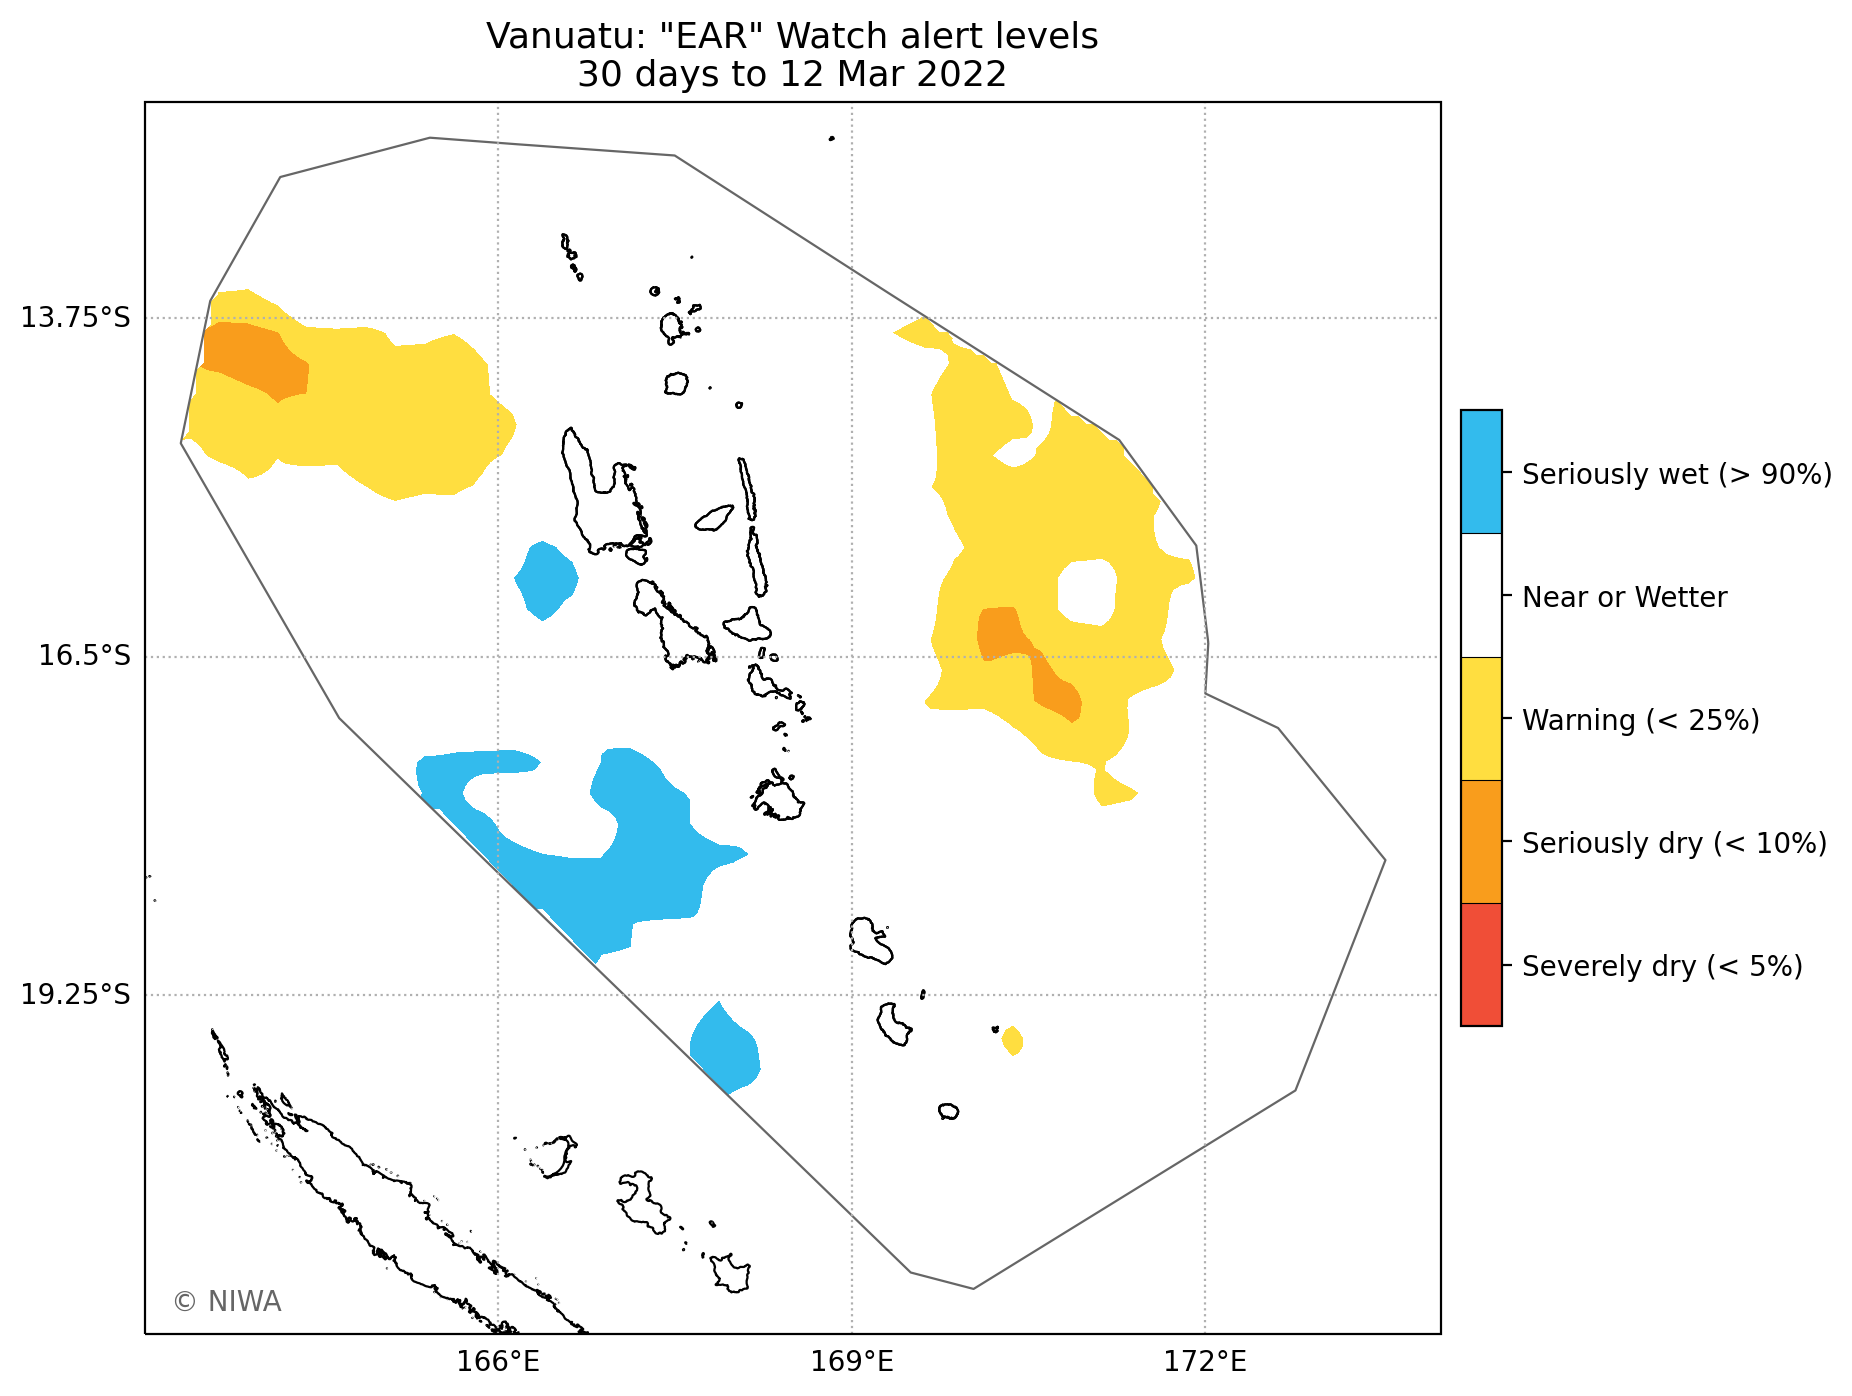 Vanuatu: "EAR" Watch alert levels
30 days to 12 Mar 2022
13.75°S
16.5°S
19.25°S
166°E
169°E
172°E
Seriously wet (> 90%)
Near or Wetter
Warning (< 25%)
Seriously dry (< 10%)
Severely dry (< 5%)
© NIWA